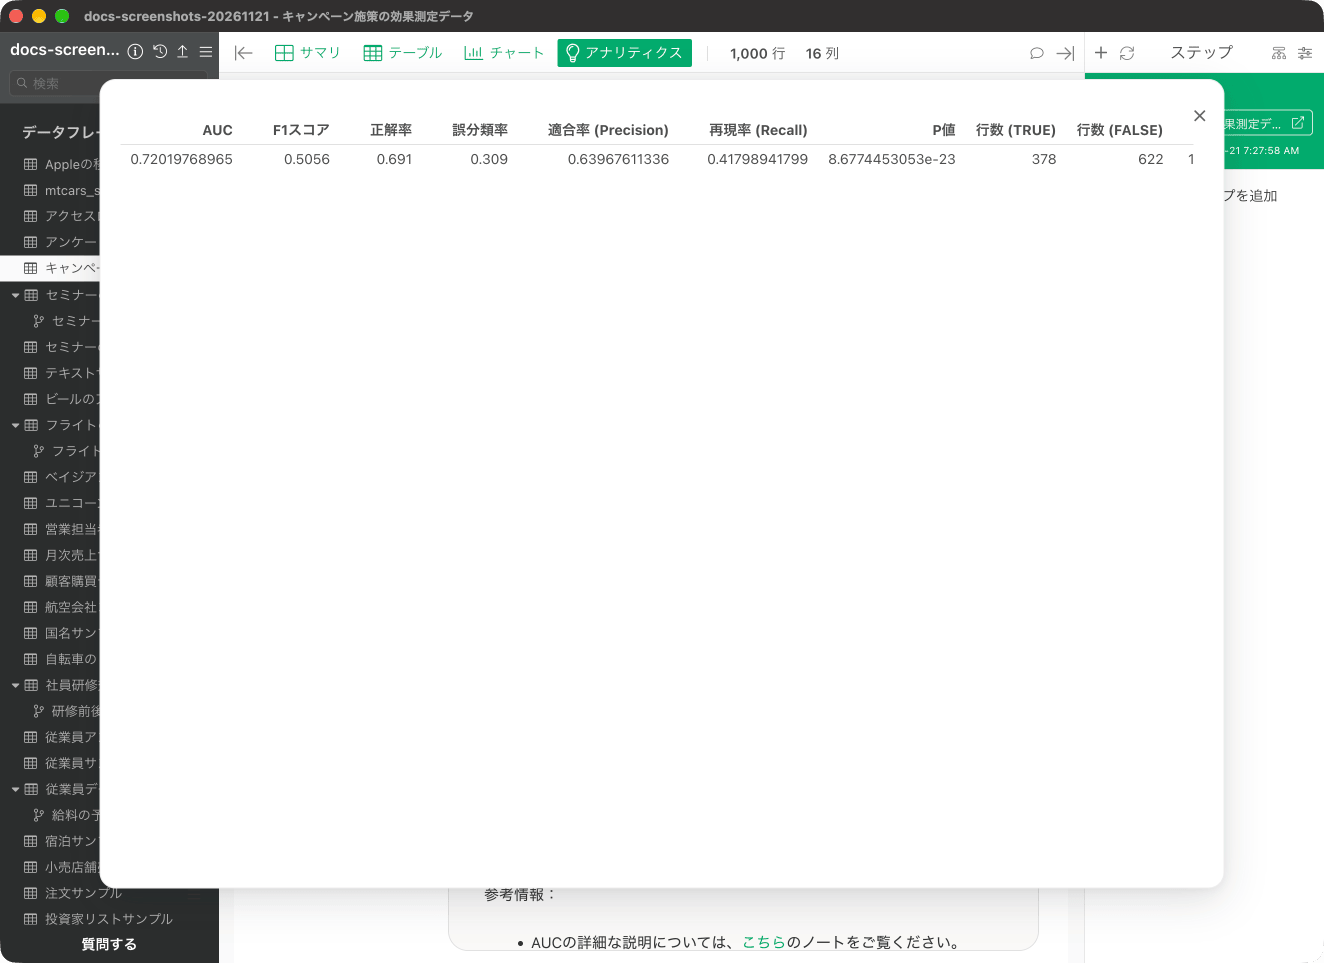 docs-screenshots-20261121 - キャンペーン施策の効果測定データ
docs-screen...
サマリ
テーブル
チャート
アナリティクス
1,000 行
16 列
ステップ
検索
データフレー
Appleの
mtcars_s
アクセス
アンケー
キャンペ
セミナー
セミナー
セミナー
テキスト
ビールの
フライト
フライト
ベイジア
ユニコー
営業担当
月次売上
顧客購買
航空会社
国名サン
自転車の
社員研修
研修前後
従業員ア
従業員サ
従業員デ
給料の予
宿泊サン
小売店舗
注文サンプル
投資家リストサンプル
質問する
AUC F1スコア 正解率 誤分類率 適合率 (Precision) 再現率 (Recall) P値 行数 (TRUE) 行数 (FALSE)
0.72019768965 0.5056 0.691 0.309 0.63967611336 0.41798941799 8.6774453053e-23 378 622 1
果測定デ...
-21 7:27:58 AM
プを追加
参考情報：
• AUCの詳細な説明については、こちらのノートをご覧ください。